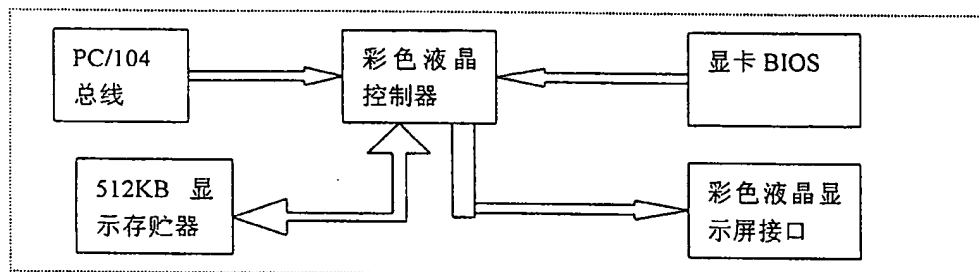 PC/104
总线
彩色液晶
控制器
显卡 BIOS
512KB 显
示存贮器
彩色液晶显
示屏接口